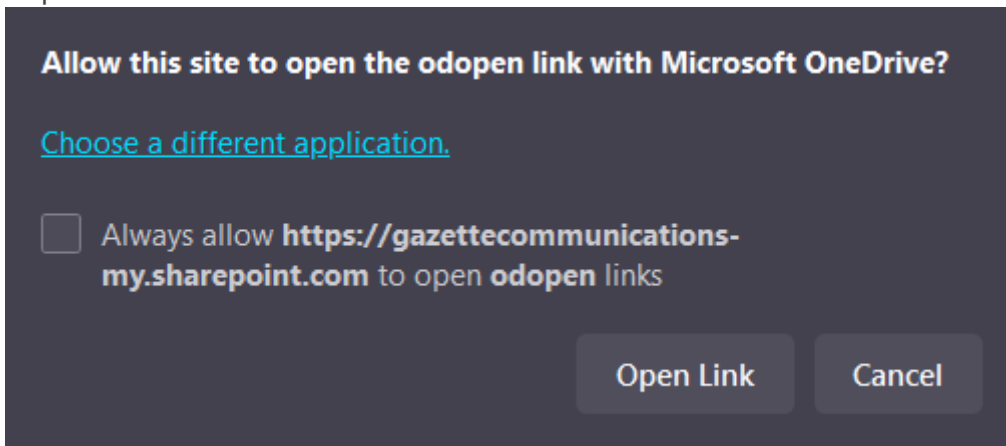 Allow this site to open the odopen link with Microsoft OneDrive?
Choose a different application.
Always allow https://gazettecommunications-
my.sharepoint.com to open odopen links
Open Link Cancel